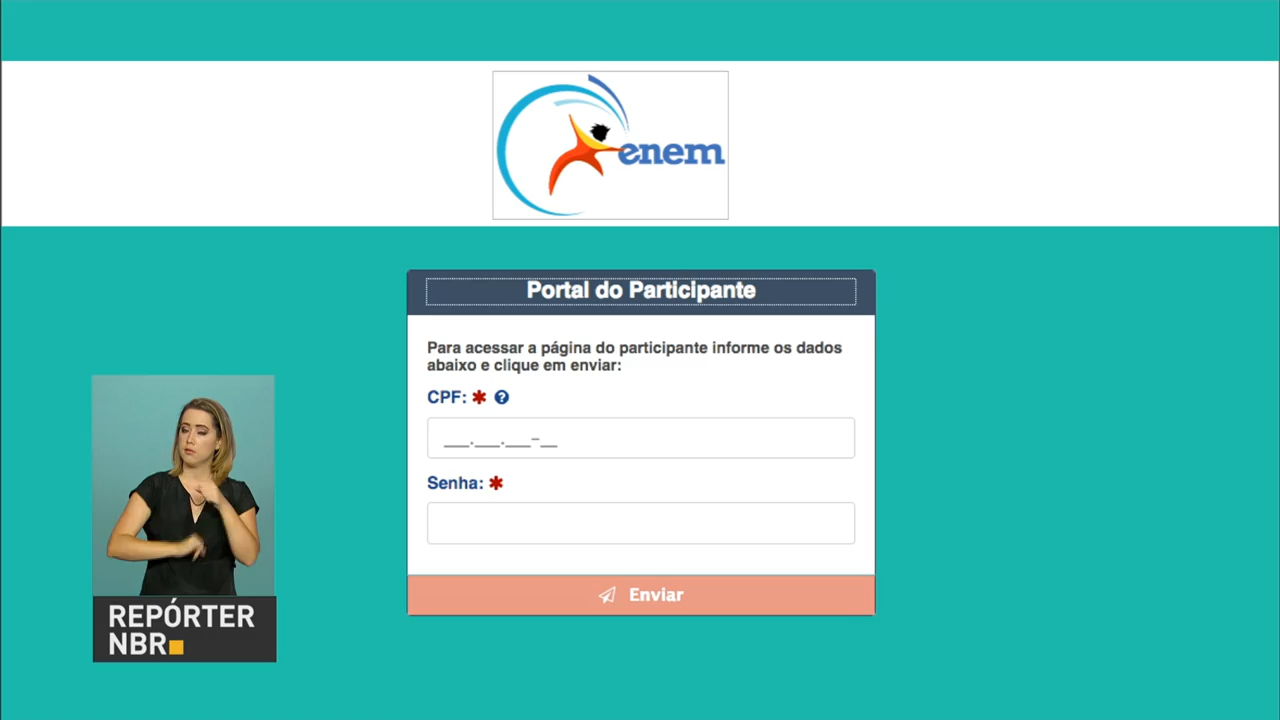 enem
Portal do Participante
Para acessar a página do participante informe os dados
abaixo e clique em enviar:
CPF: * ?
___.___.___-__
Senha: *
Enviar
REPÓRTER
NBR